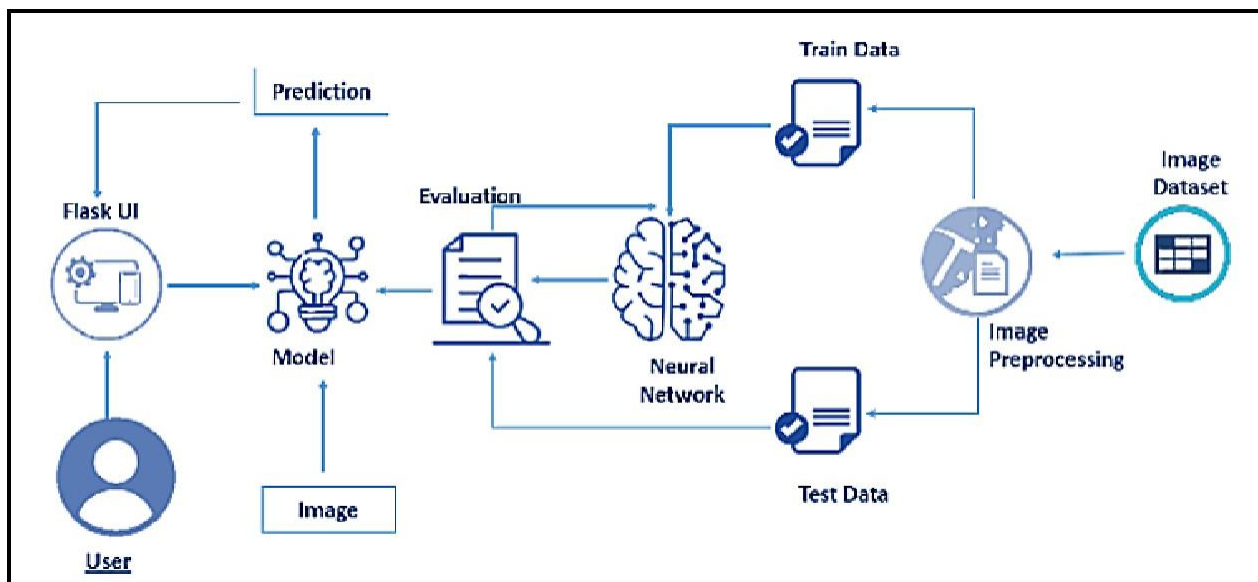 Train Data
Prediction
Image
Dataset
Evaluation
Flask UI
Image
Preprocessing
Model
Neural
Network
Test Data
Image
User